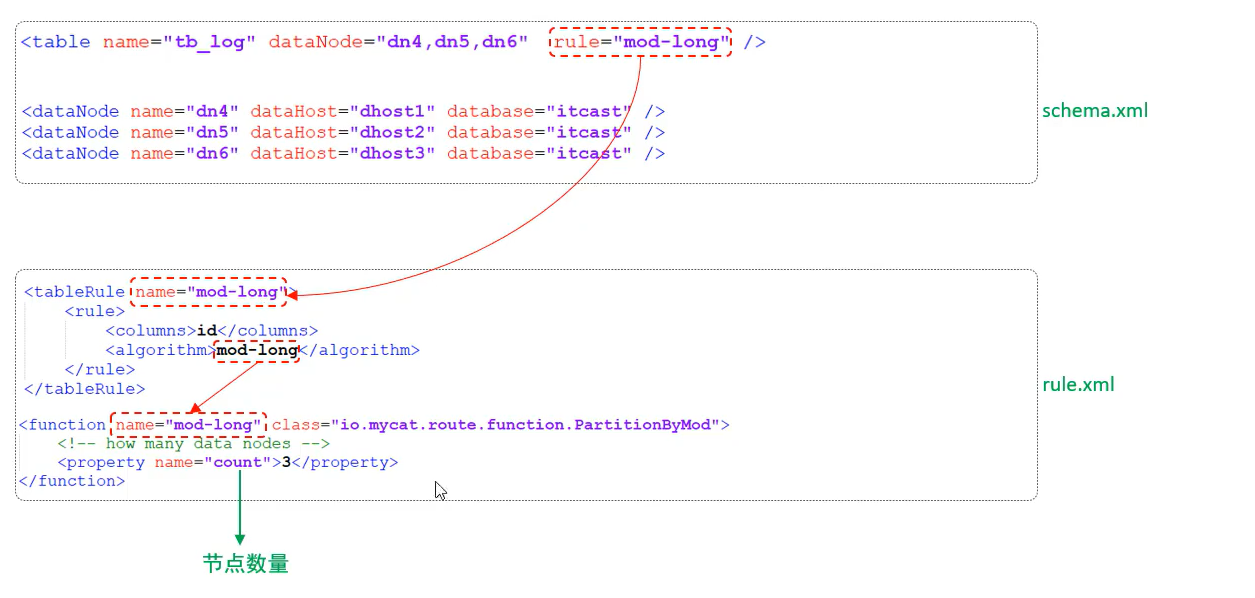 <table name="tb_log" dataNode="dn4,dn5,dn6" rule="mod-long" />
<dataNode name="dn4" dataHost="dhost1" database="itcast" />
<dataNode name="dn5" dataHost="dhost2" database="itcast" />
<dataNode name="dn6" dataHost="dhost3" database="itcast" />
schema.xml
<tableRule name="mod-long">
<rule>
<columns>id</columns>
<algorithm>mod-long</algorithm>
</rule>
</tableRule>
rule.xml
<function name="mod-long" class="io.mycat.route.function.PartitionByMod">
<!-- how many data nodes -->
<property name="count">3</property>
</function>
节点数量